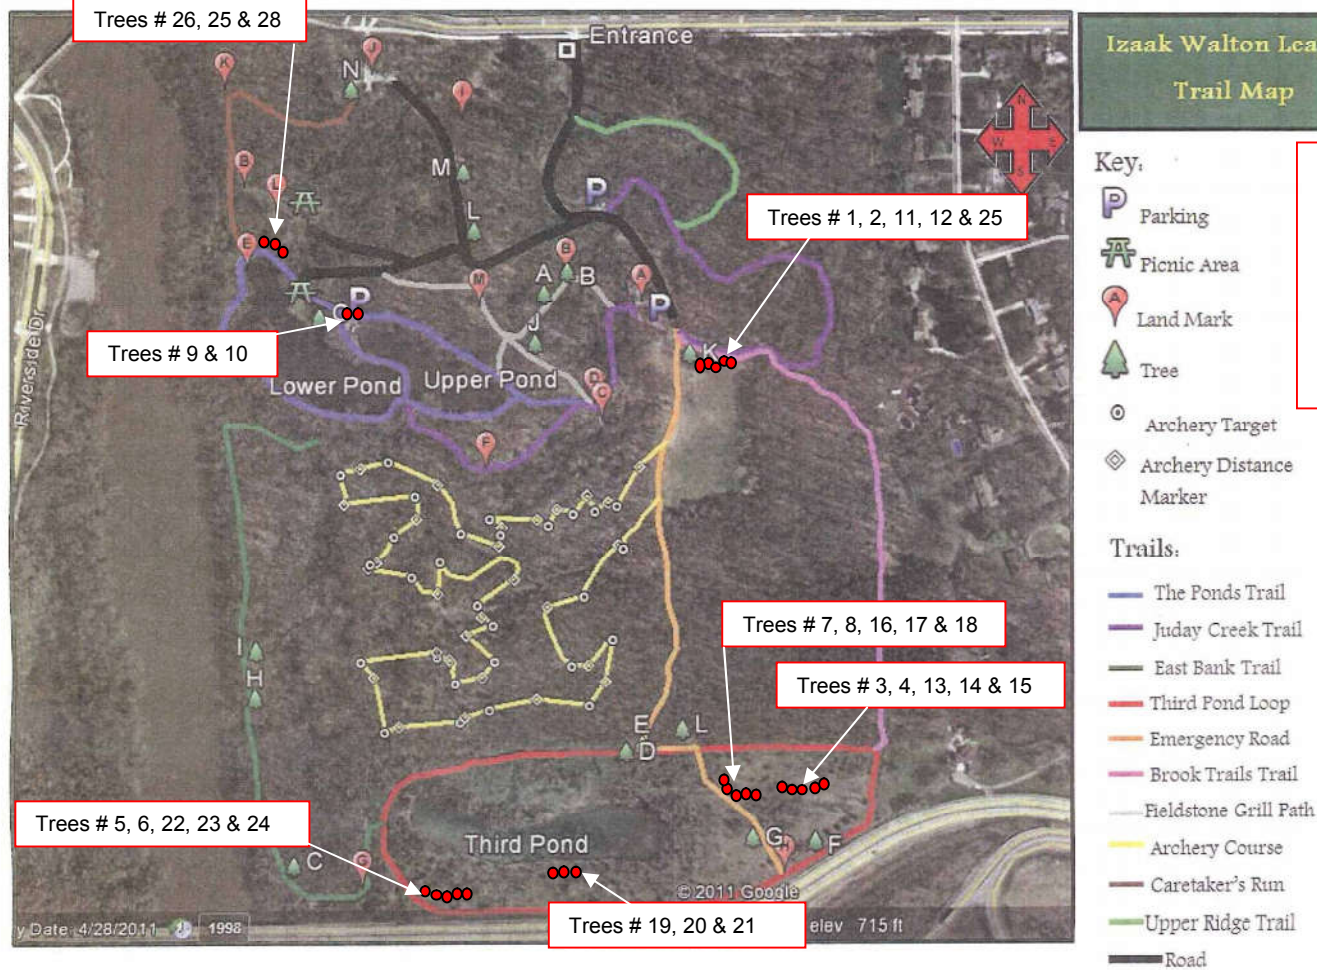 Trees # 26, 25 & 28
Entrance
Izaak Walton Lea
Trail Map
N
W
E
S
K
J
N
I
B
L
M
L
P
Key:
P
Parking
Picnic Area
A
Land Mark
Tree
Archery Target
Archery Distance
Marker
Trees # 1, 2, 11, 12 & 25
E
B
A
B
M
A
P
P
J
K
Trees # 9 & 10
Riverside Dr
Lower Pond
Upper Pond
D
C
F
Trails:
The Ponds Trail
Juday Creek Trail
East Bank Trail
Third Pond Loop
Emergency Road
Brook Trails Trail
Fieldstone Grill Path
Archery Course
Caretaker's Run
Upper Ridge Trail
Road
I
H
Trees # 7, 8, 16, 17 & 18
Trees # 3, 4, 13, 14 & 15
E
L
D
Trees # 5, 6, 22, 23 & 24
Third Pond
G
F
H
C
G
© 2011 Google
Trees # 19, 20 & 21
y Date: 4/28/2011
1998
elev 715 ft